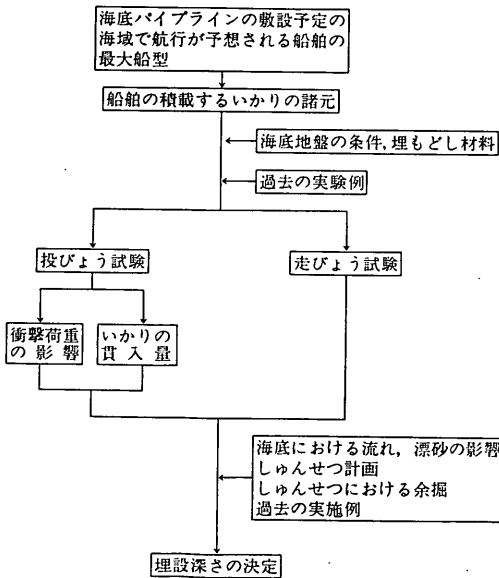 海底パイプラインの敷設予定の
海域で航行が予想される船舶の
最大船型
船舶の積載するいかりの諸元
海底地盤の条件,埋もどし材料
過去の実験例
投びょう試験
走びょう試験
衝撃荷重
の影響
いかりの
貫入量
海底における流れ,漂砂の影響
しゅんせつ計画
しゅんせつにおける余掘
過去の実施例
埋設深さの決定